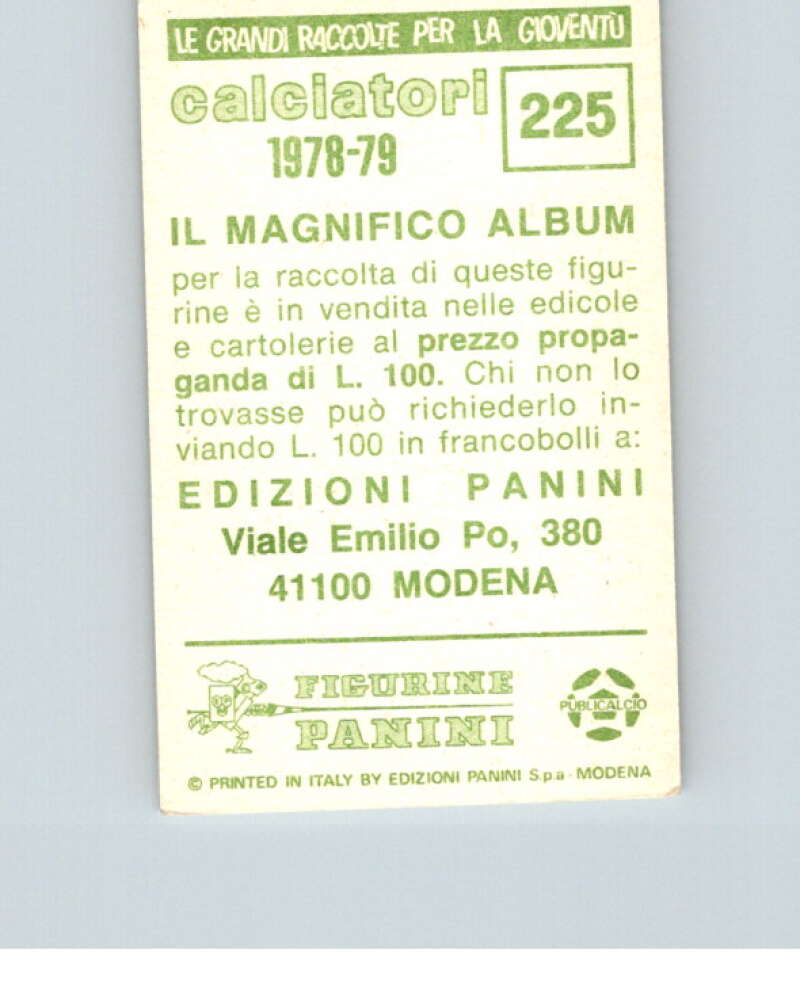 LE GRANDI RACCOLTE PER LA GIOVENTÙ
calciatori
225
1978-79
IL MAGNIFICO ALBUM
per la raccolta di queste figu-
rine è in vendita nelle edicole
e cartolerie al prezzo propa-
ganda di L. 100. Chi non lo
trovasse può richiederlo in-
viando L. 100 in francobolli a:
EDIZIONI PANINI
Viale Emilio Po, 380
41100 MODENA
FIGURINE
PANINI
PUBLICALCIO
© PRINTED IN ITALY BY EDIZIONI PANINI S.p.a - MODENA